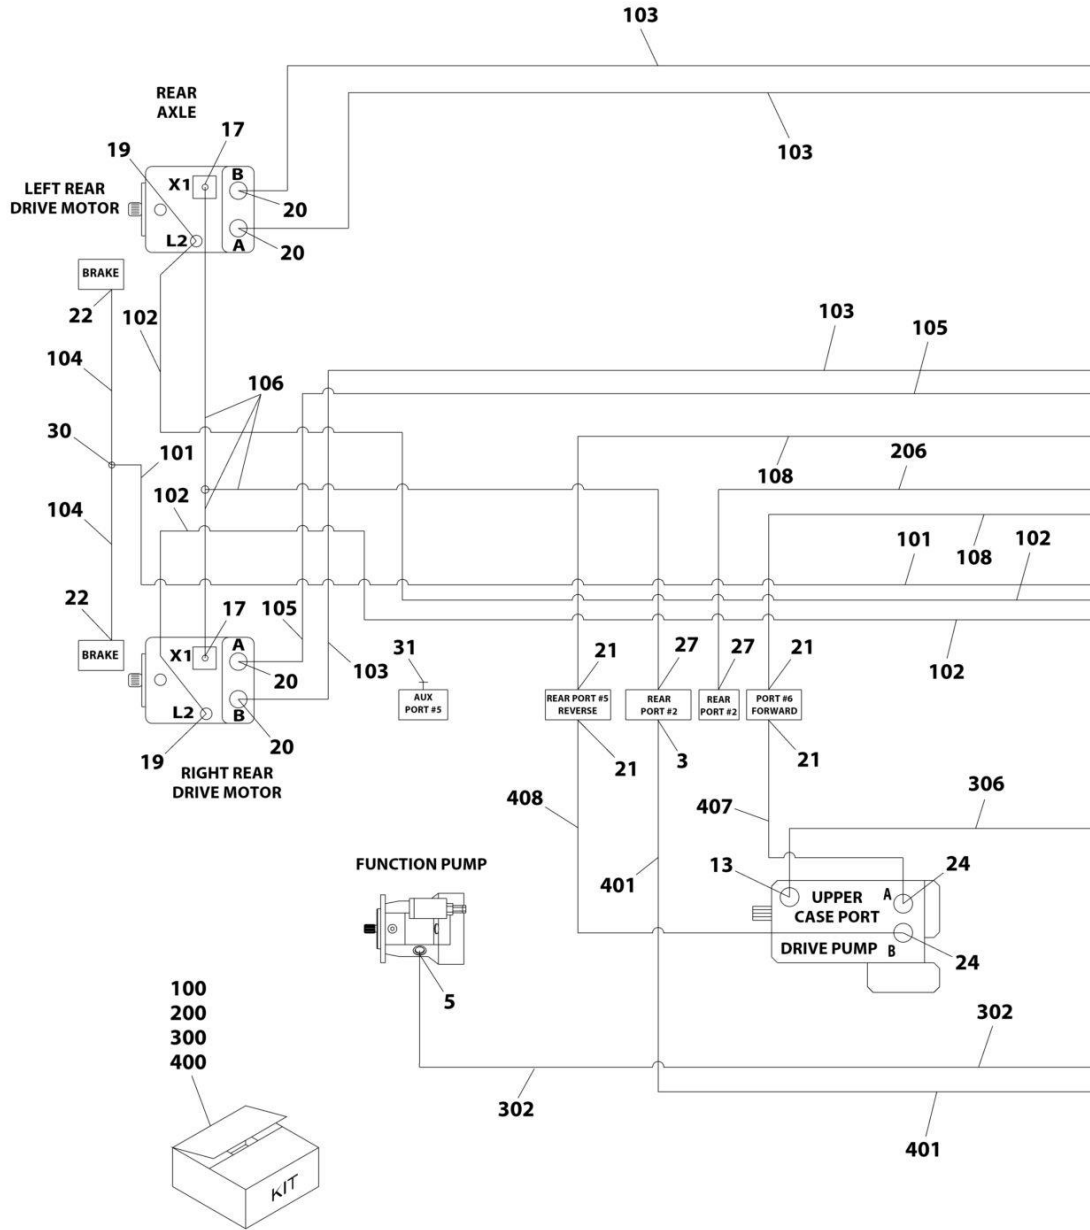 103
REAR
AXLE
17
19
103
X1
B
LEFT REAR
DRIVE MOTOR
20
L2
A
20
BRAKE
22
102
103
105
104
106
30
101
206
108
102
104
108
101
102
22
17
105
BRAKE
X1
A
20
103
31
21
27
27
21
102
AUX
PORT #5
REAR PORT #5
REVERSE
REAR
PORT #2
REAR
PORT #2
PORT #6
FORWARD
L2
B
19
20
21
3
21
RIGHT REAR
DRIVE MOTOR
408
407
306
FUNCTION PUMP
401
13
24
UPPER
CASE PORT
A
DRIVE PUMP
B
24
5
100
200
300
400
302
302
401
KIT